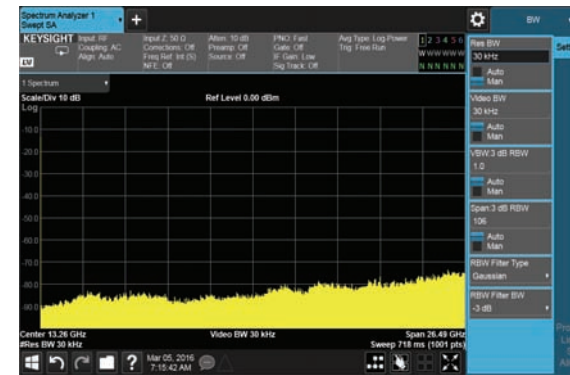 Spectrum Analyzer 1
Swept SA
+
BW
KEYSIGHT
Input: RF
Coupling: AC
Align: Auto
Input Z: 50 Ω
Corrections: Off
Freq Ref: Int (S)
NFE: Off
Atten: 10 dB
Preamp: Off
Source: Off
PNO: Fast
Gate: Off
IF Gain: Low
Sig Track: Off
Avg Type: Log-Power
Trig: Free Run
1 2 3 4 5 6
W W W W W W
N N N N N N
LV
1 Spectrum
Scale/Div 10 dB
Ref Level 0.00 dBm
Log
-10.0
-20.0
-30.0
-40.0
-50.0
-60.0
-70.0
-80.0
-90.0
Center 13.26 GHz
#Res BW 30 kHz
Video BW 30 kHz
Span 26.49 GHz
Sweep 718 ms (1001 pts)
Res BW
30 kHz
Auto
Man
Video BW
30 kHz
Auto
Man
VBW:3 dB RBW
1.0
Auto
Man
Span:3 dB RBW
106
Auto
Man
RBW Filter Type
Gaussian
RBW Filter BW
-3 dB
?
Mar 05, 2016
7:15:42 AM